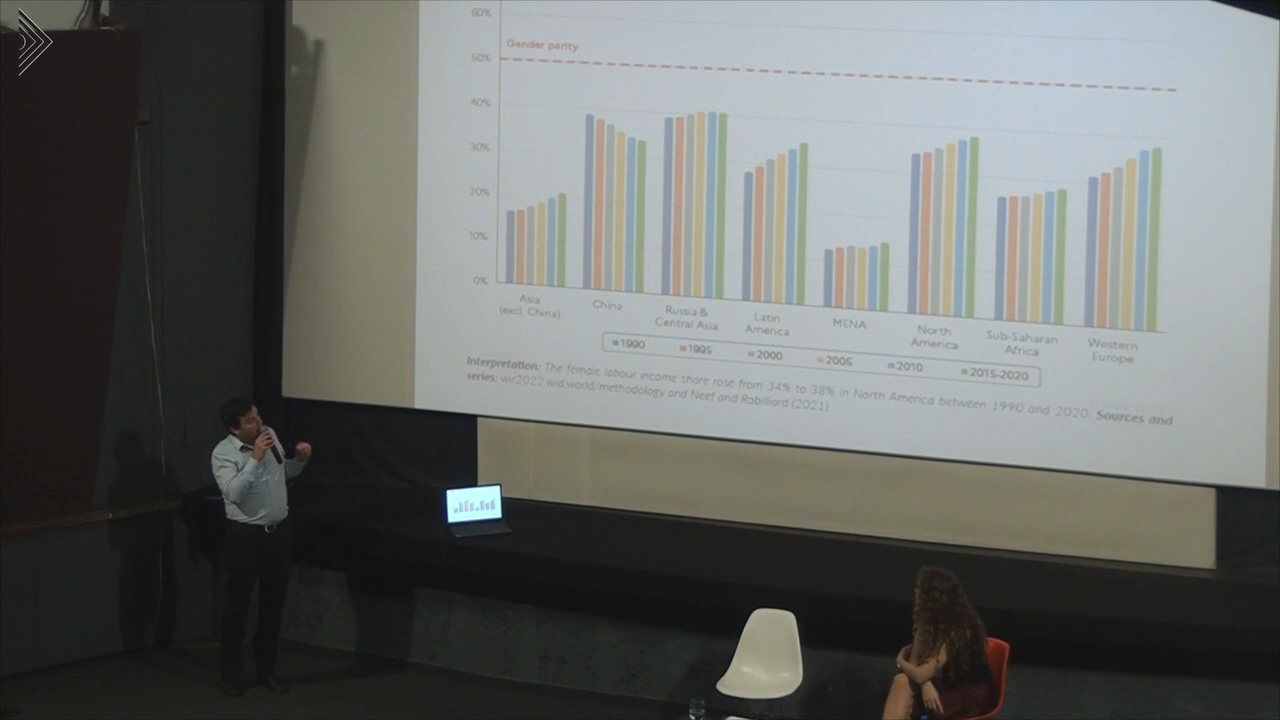 60%
Gender parity
50%
40%
30%
20%
10%
0%
Asia
(excl. China)
China
Russia &
Central Asia
Latin
America
MENA
North
America
Sub-Saharan
Africa
Western
Europe
1990 1995 2000 2005 2010 2015-2020
Interpretation: The female labour income share rose from 34% to 38% in North America between 1990 and 2020. Sources and
series: wir2022.wid.world/methodology and Neef and Robilliard (2021).